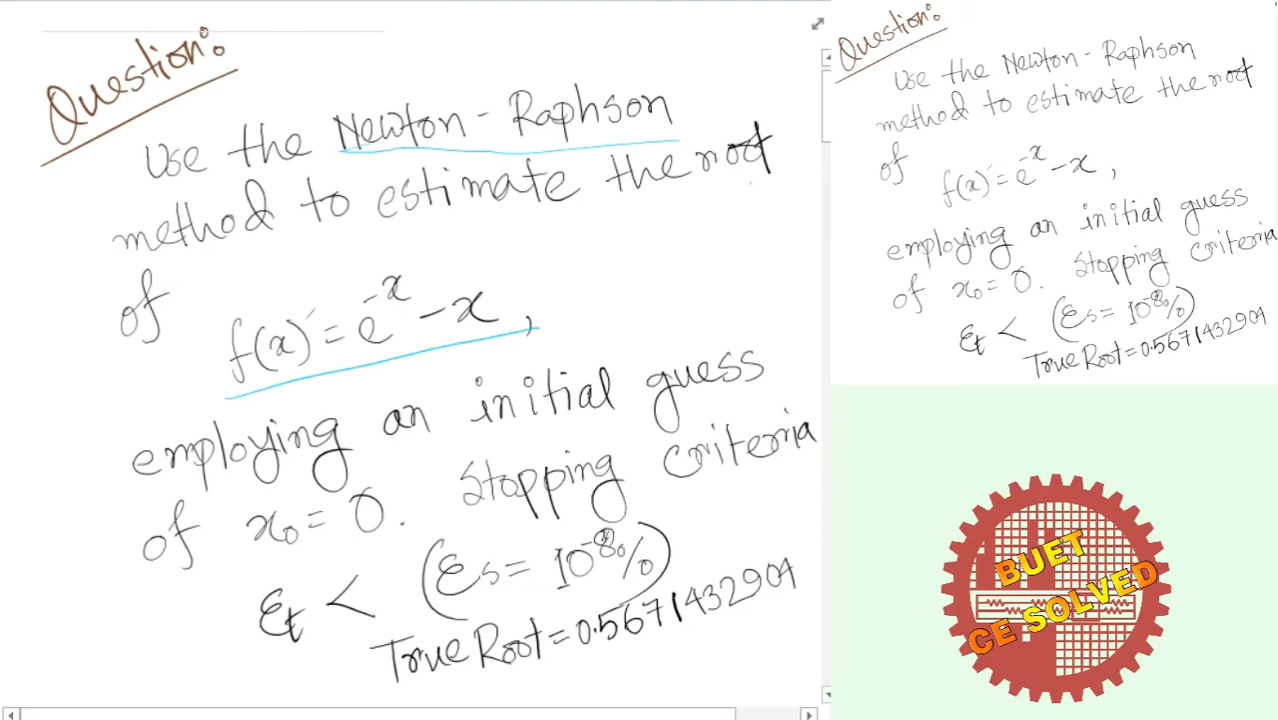 Question:
Use the Newton-Raphson
method to estimate the root
of
f(x) = e^-x - x,
employing an initial guess
of x₀ = 0. Stopping criteria
εt < (εs = 10^-8%)
True Root = 0.5671432904
Question:
Use the Newton-Raphson
method to estimate the root
of
f(x) = e^-x - x,
employing an initial guess
of x₀ = 0. Stopping criteria
εt < (εs = 10^-8%)
True Root = 0.5671432904
BUET
CE SOLVED